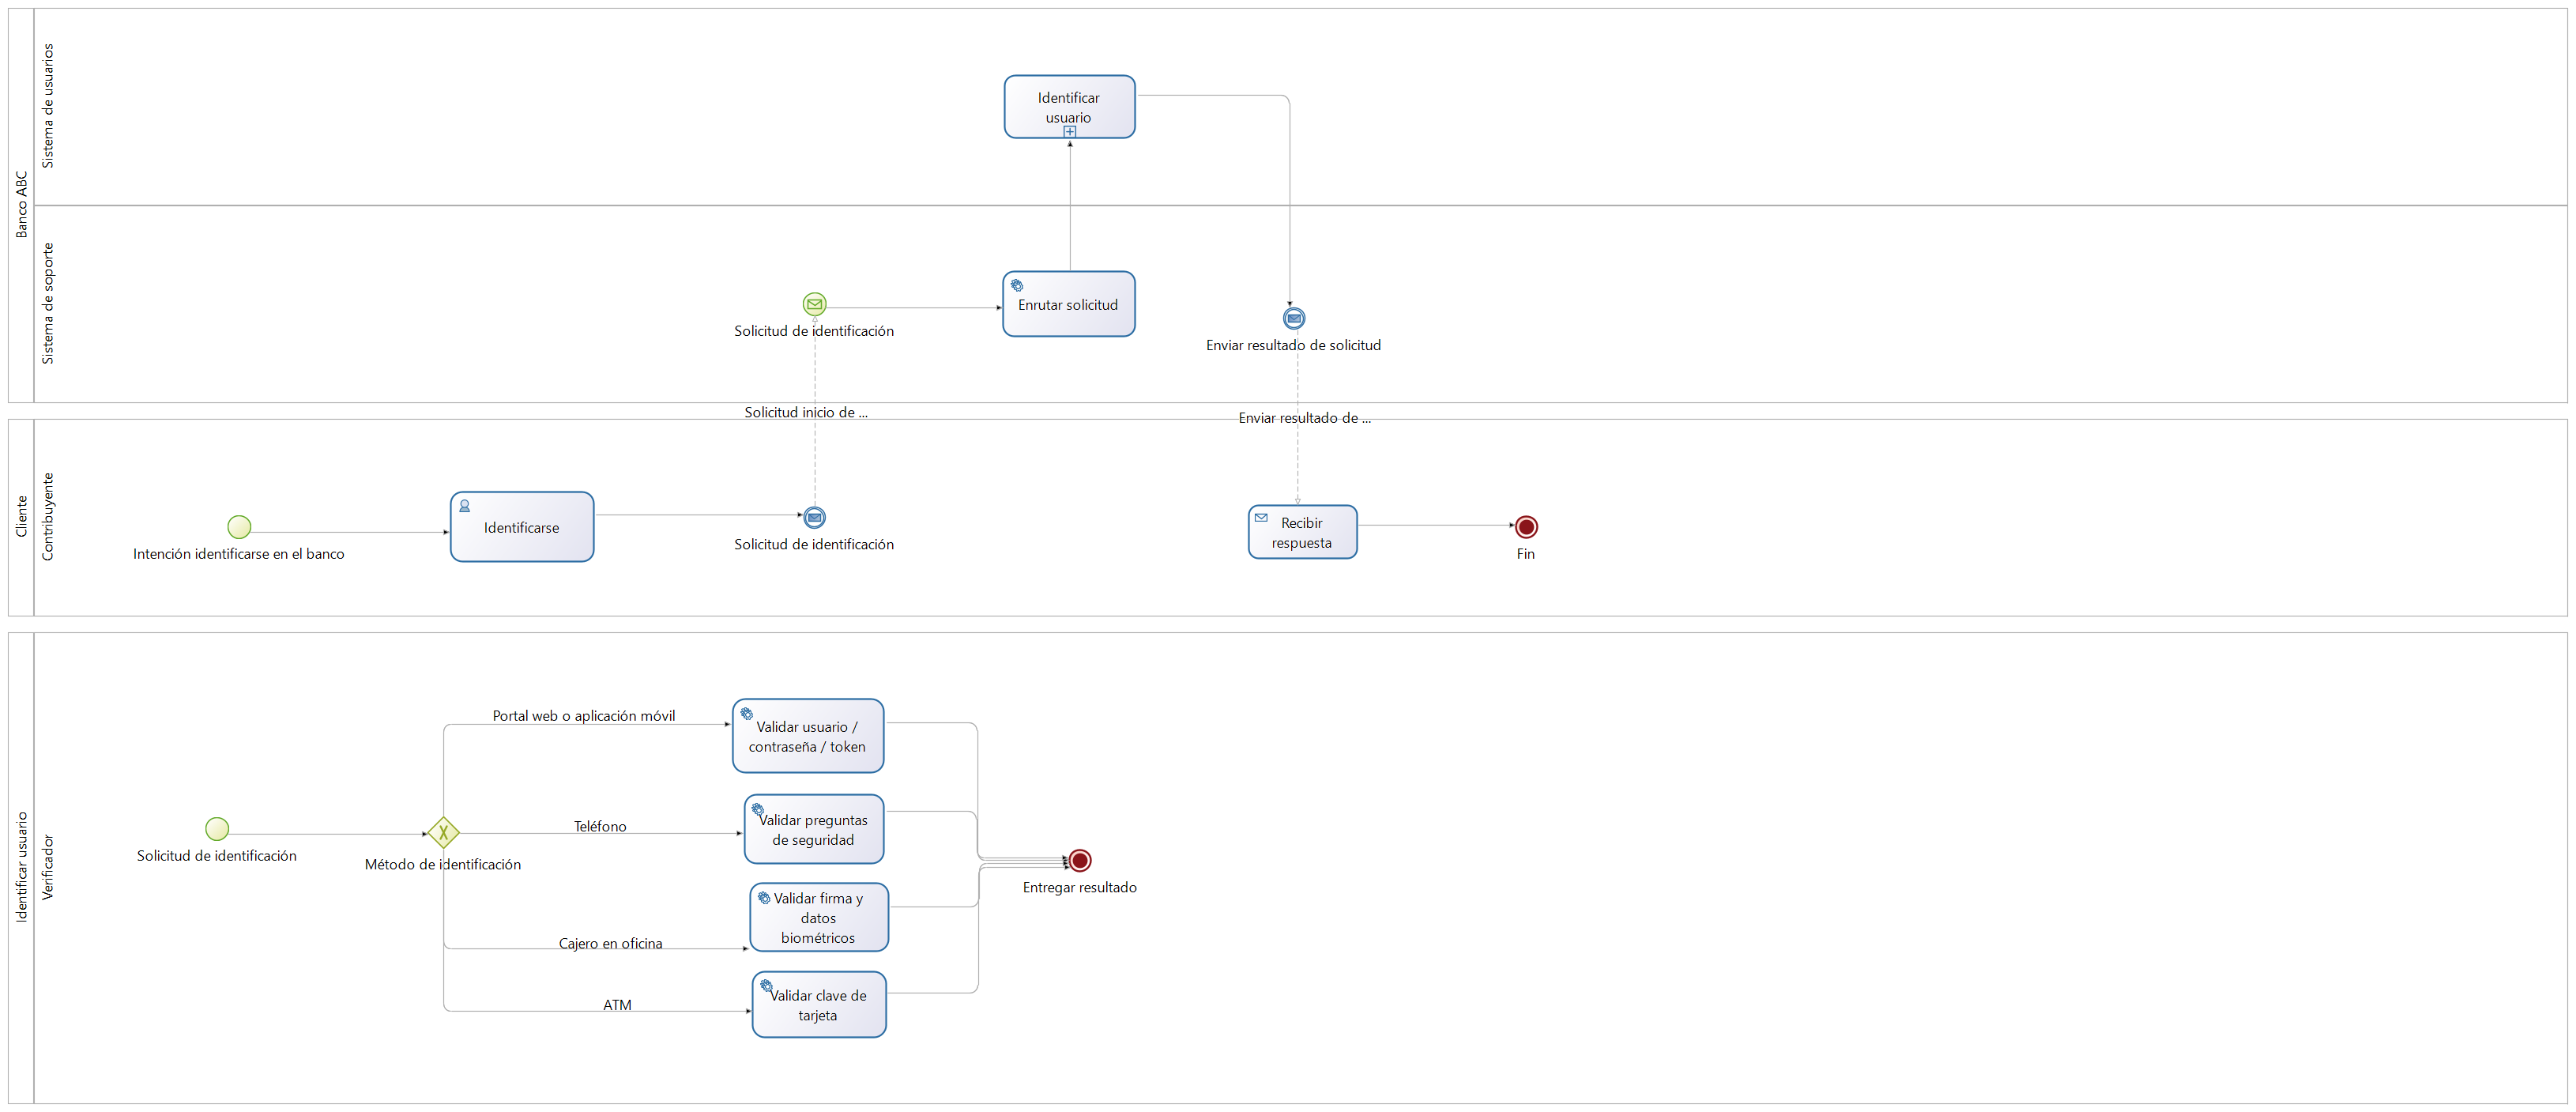 Banco ABC
Sistema de usuarios
Identificar
usuario
Sistema de soporte
Solicitud de identificación
Enrutar solicitud
Enviar resultado de solicitud
Solicitud inicio de ...
Enviar resultado de ...
Cliente
Contribuyente
Intención identificarse en el banco
Identificarse
Solicitud de identificación
Recibir
respuesta
Fin
Identificar usuario
Verificador
Solicitud de identificación
Método de identificación
Portal web o aplicación móvil
Validar usuario /
contraseña / token
Teléfono
Validar preguntas
de seguridad
Cajero en oficina
Validar firma y
datos
biométricos
ATM
Validar clave de
tarjeta
Entregar resultado